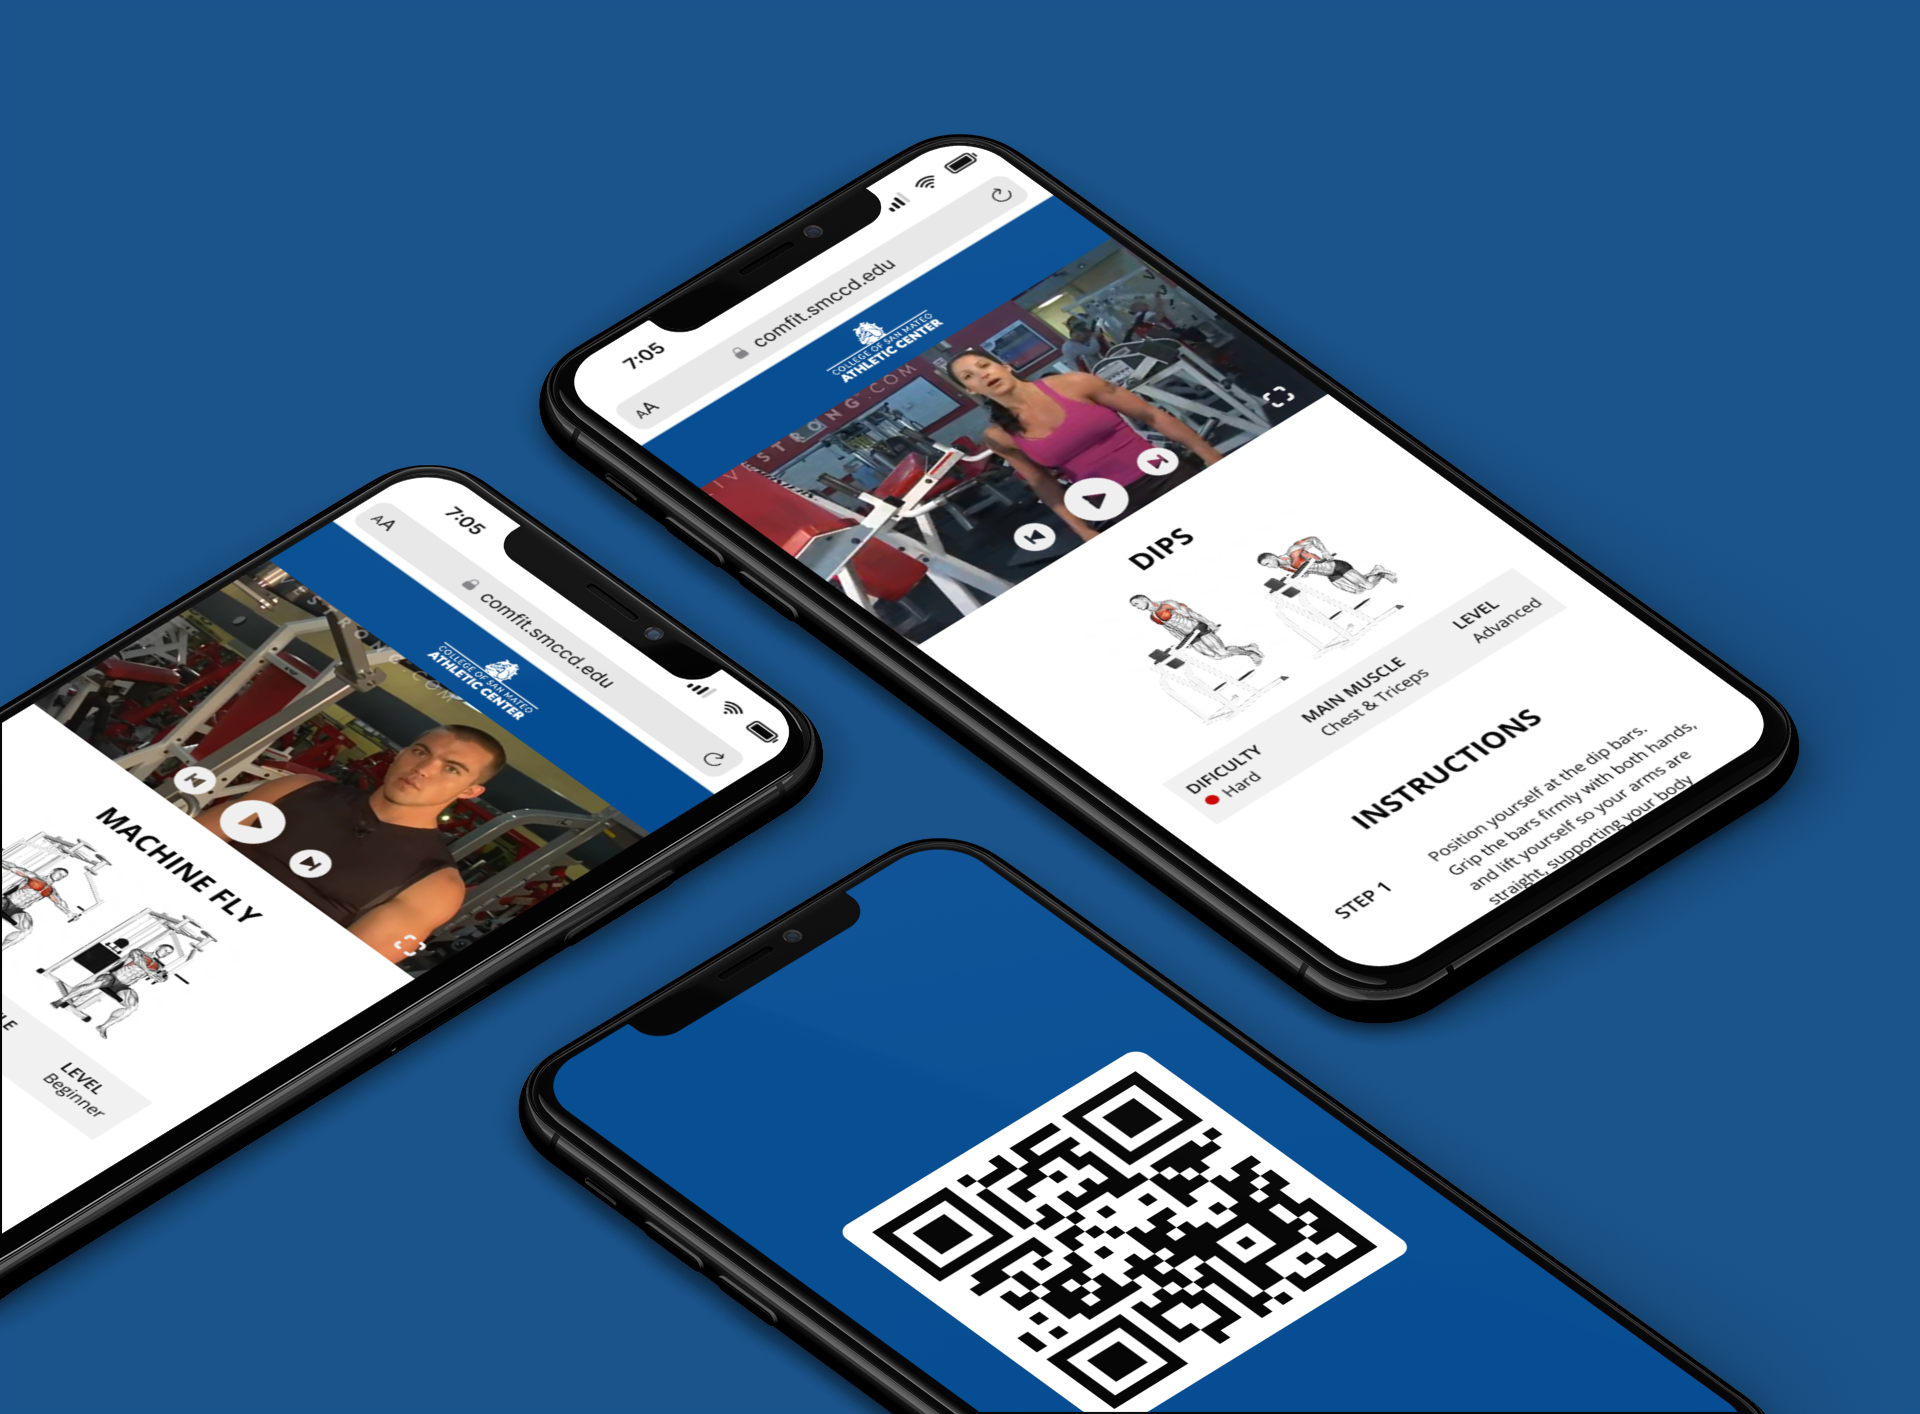 7:05
AA
comfit.smccd.edu
COLLEGE OF SAN MATEO
ATHLETIC CENTER
STRONG.COM
DIPS
DIFICULTY
Hard
MAIN MUSCLE
Chest & Triceps
LEVEL
Advanced
INSTRUCTIONS
STEP 1
Position yourself at the dip bars.
Grip the bars firmly with both hands,
and lift yourself so your arms are
straight, supporting your body
7:05
AA
comfit.smccd.edu
COLLEGE OF SAN MATEO
ATHLETIC CENTER
ESTRONG.COM
MACHINE FLY
LE
LEVEL
Beginner